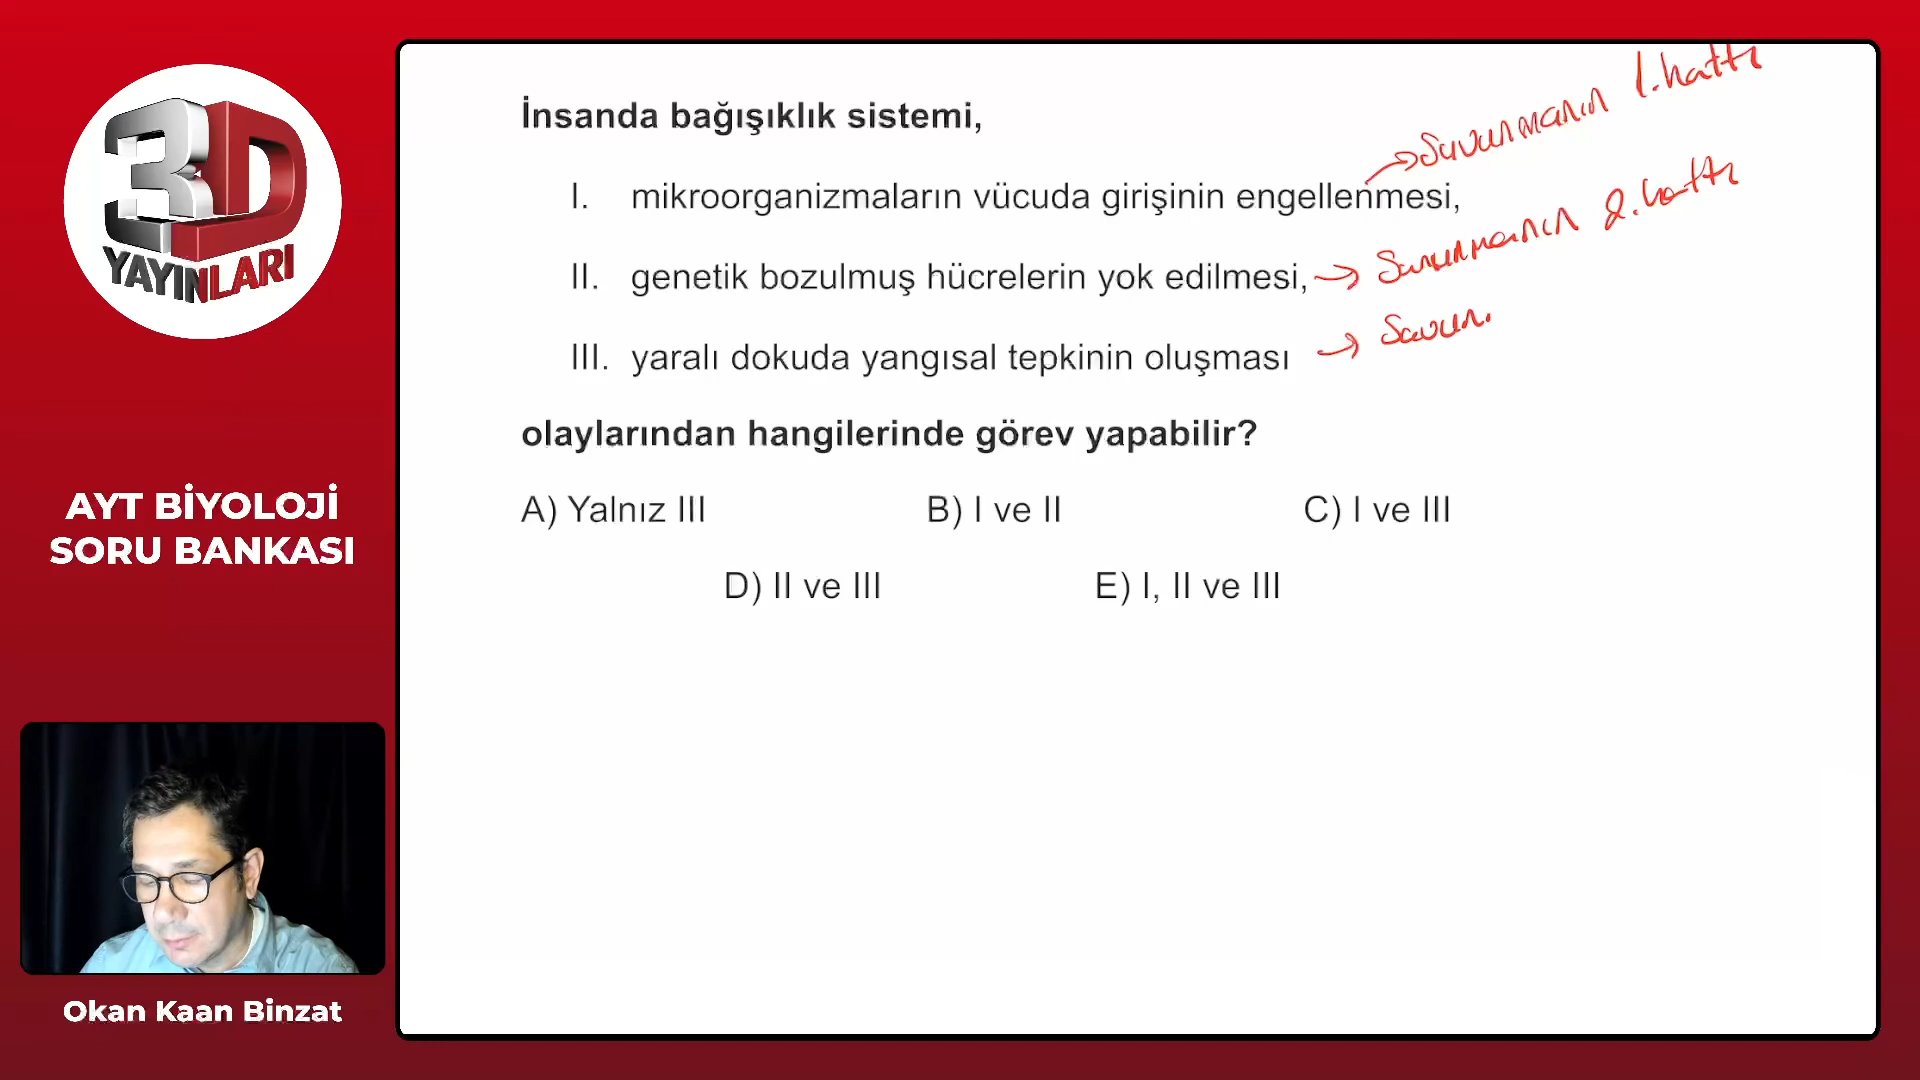 3D
YAYINLARI
AYT BİYOLOJİ
SORU BANKASI
Okan Kaan Binzat
İnsanda bağışıklık sistemi,
I. mikroorganizmaların vücuda girişinin engellenmesi,
→ Savunmanın 1. hattı
II. genetik bozulmuş hücrelerin yok edilmesi,
→ Savunmanın 2. hattı
III. yaralı dokuda yangısal tepkinin oluşması
→ Savun.
olaylarından hangilerinde görev yapabilir?
A) Yalnız III B) I ve II C) I ve III
D) II ve III E) I, II ve III